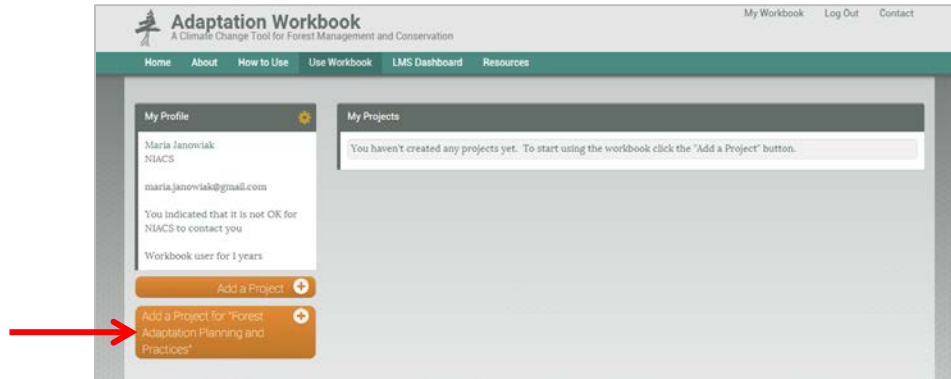 My Workbook Log Out Contact
Adaptation Workbook
A Climate Change Tool for Forest Management and Conservation
Home About How to Use Use Workbook LMS Dashboard Resources
My Profile
Maria Janowiak
NIACS
maria.janowiak@gmail.com
You indicated that it is not OK for
NIACS to contact you
Workbook user for 1 years
Add a Project
Add a Project for "Forest
Adaptation Planning and
Practices"
My Projects
You haven't created any projects yet. To start using the workbook click the "Add a Project" button.